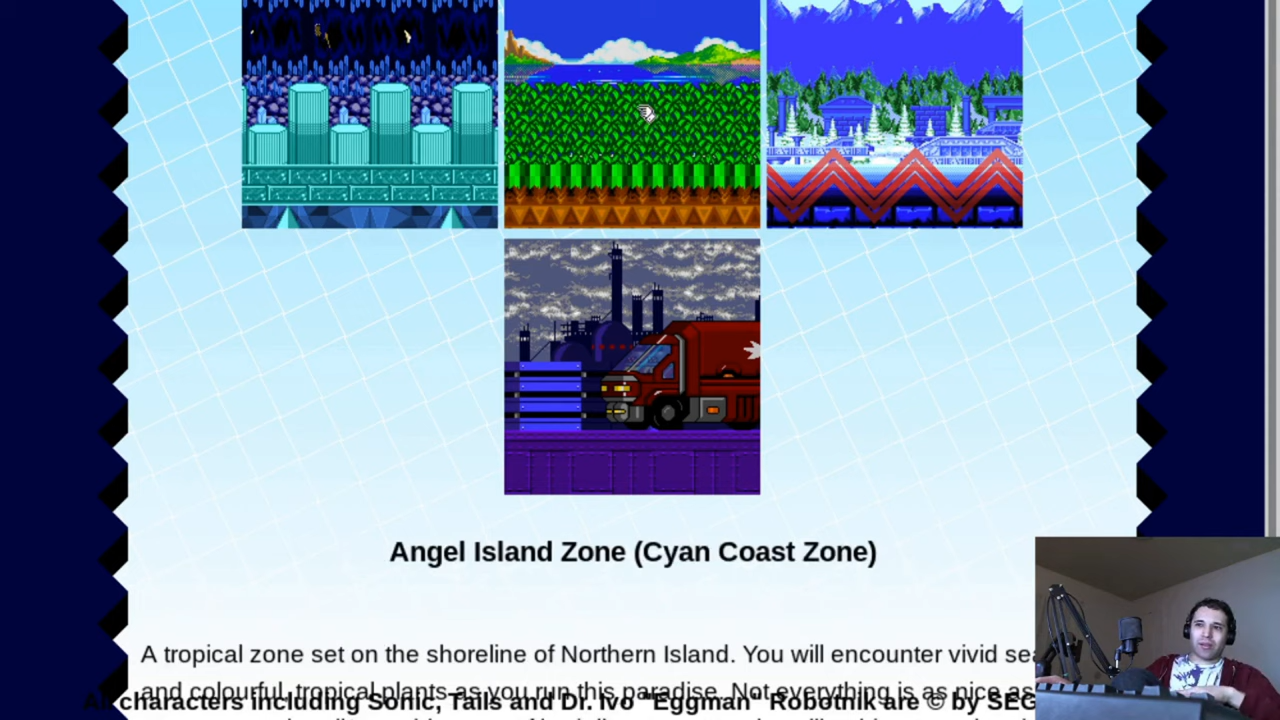 Angel Island Zone (Cyan Coast Zone)
A tropical zone set on the shoreline of Northern Island. You will encounter vivid
and colourful, tropical plants as you run this paradise. Not everything is as nice as
All characters including Sonic, Tails and Dr. Ivo "Eggman" Robotnik are © by SEG